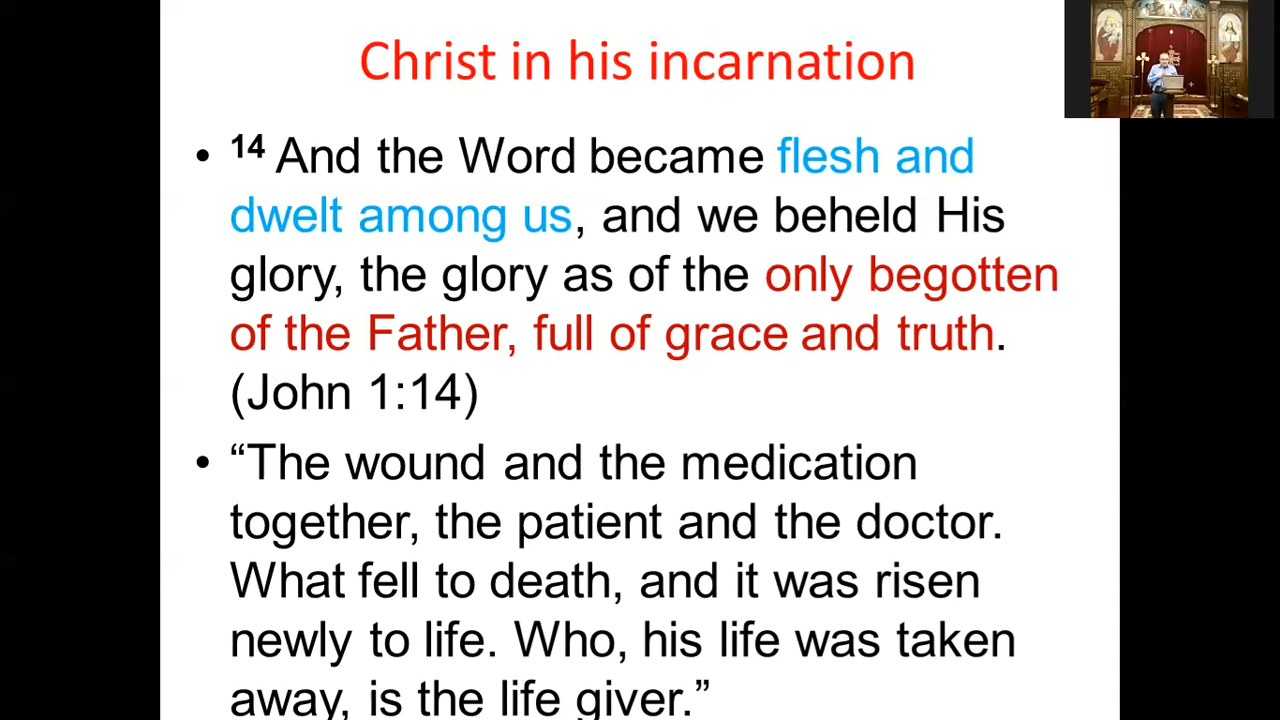 Christ in his incarnation
• 14 And the Word became flesh and
dwelt among us, and we beheld His
glory, the glory as of the only begotten
of the Father, full of grace and truth.
(John 1:14)
• “The wound and the medication
together, the patient and the doctor.
What fell to death, and it was risen
newly to life. Who, his life was taken
away, is the life giver.”